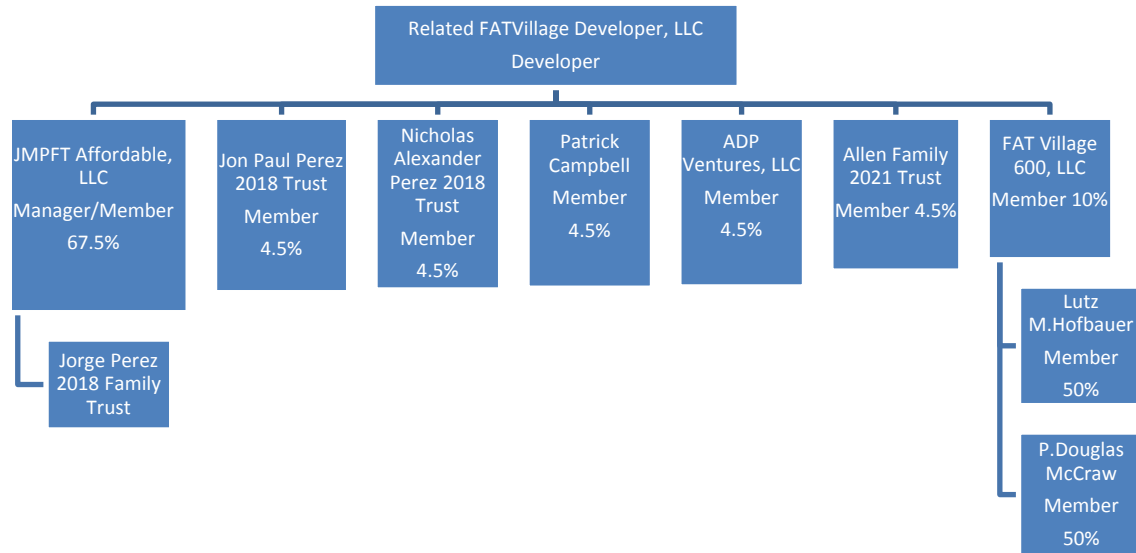 Related FATVillage Developer, LLC
Developer
JMPFT Affordable,
LLC
Manager/Member
67.5%
Jon Paul Perez
2018 Trust
Member
4.5%
Nicholas
Alexander
Perez 2018
Trust
Member
4.5%
Patrick
Campbell
Member
4.5%
ADP
Ventures, LLC
Member
4.5%
Allen Family
2021 Trust
Member 4.5%
FAT Village
600, LLC
Member 10%
Jorge Perez
2018 Family
Trust
Lutz
M.Hofbauer
Member
50%
P.Douglas
McCraw
Member
50%